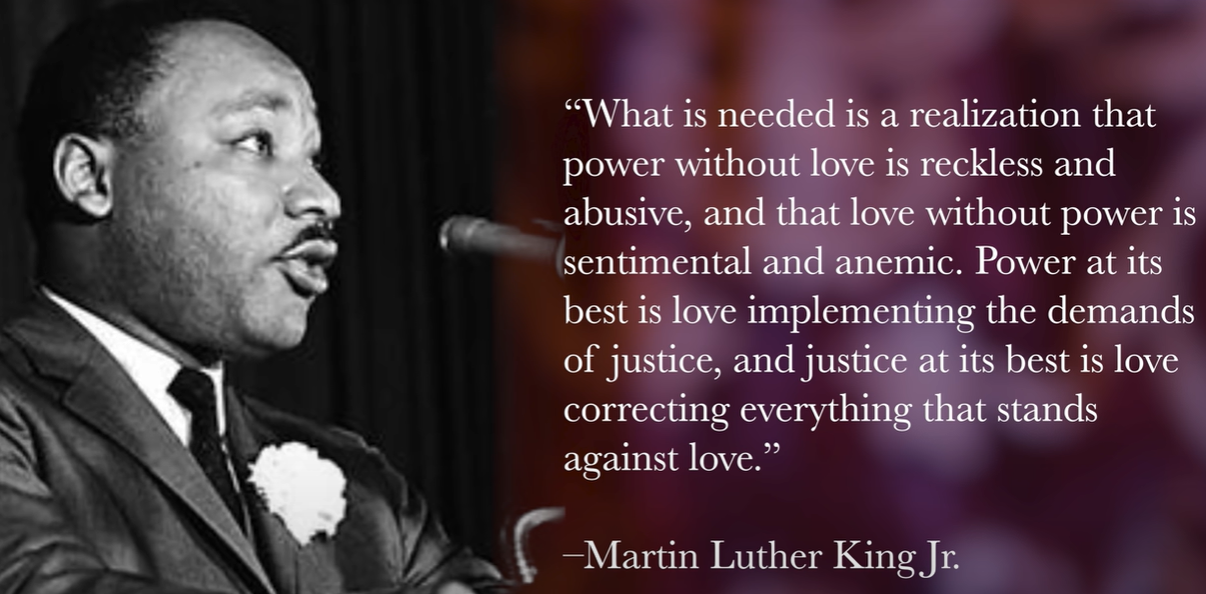 “What is needed is a realization that
power without love is reckless and
abusive, and that love without power is
sentimental and anemic. Power at its
best is love implementing the demands
of justice, and justice at its best is love
correcting everything that stands
against love.”
–Martin Luther King Jr.